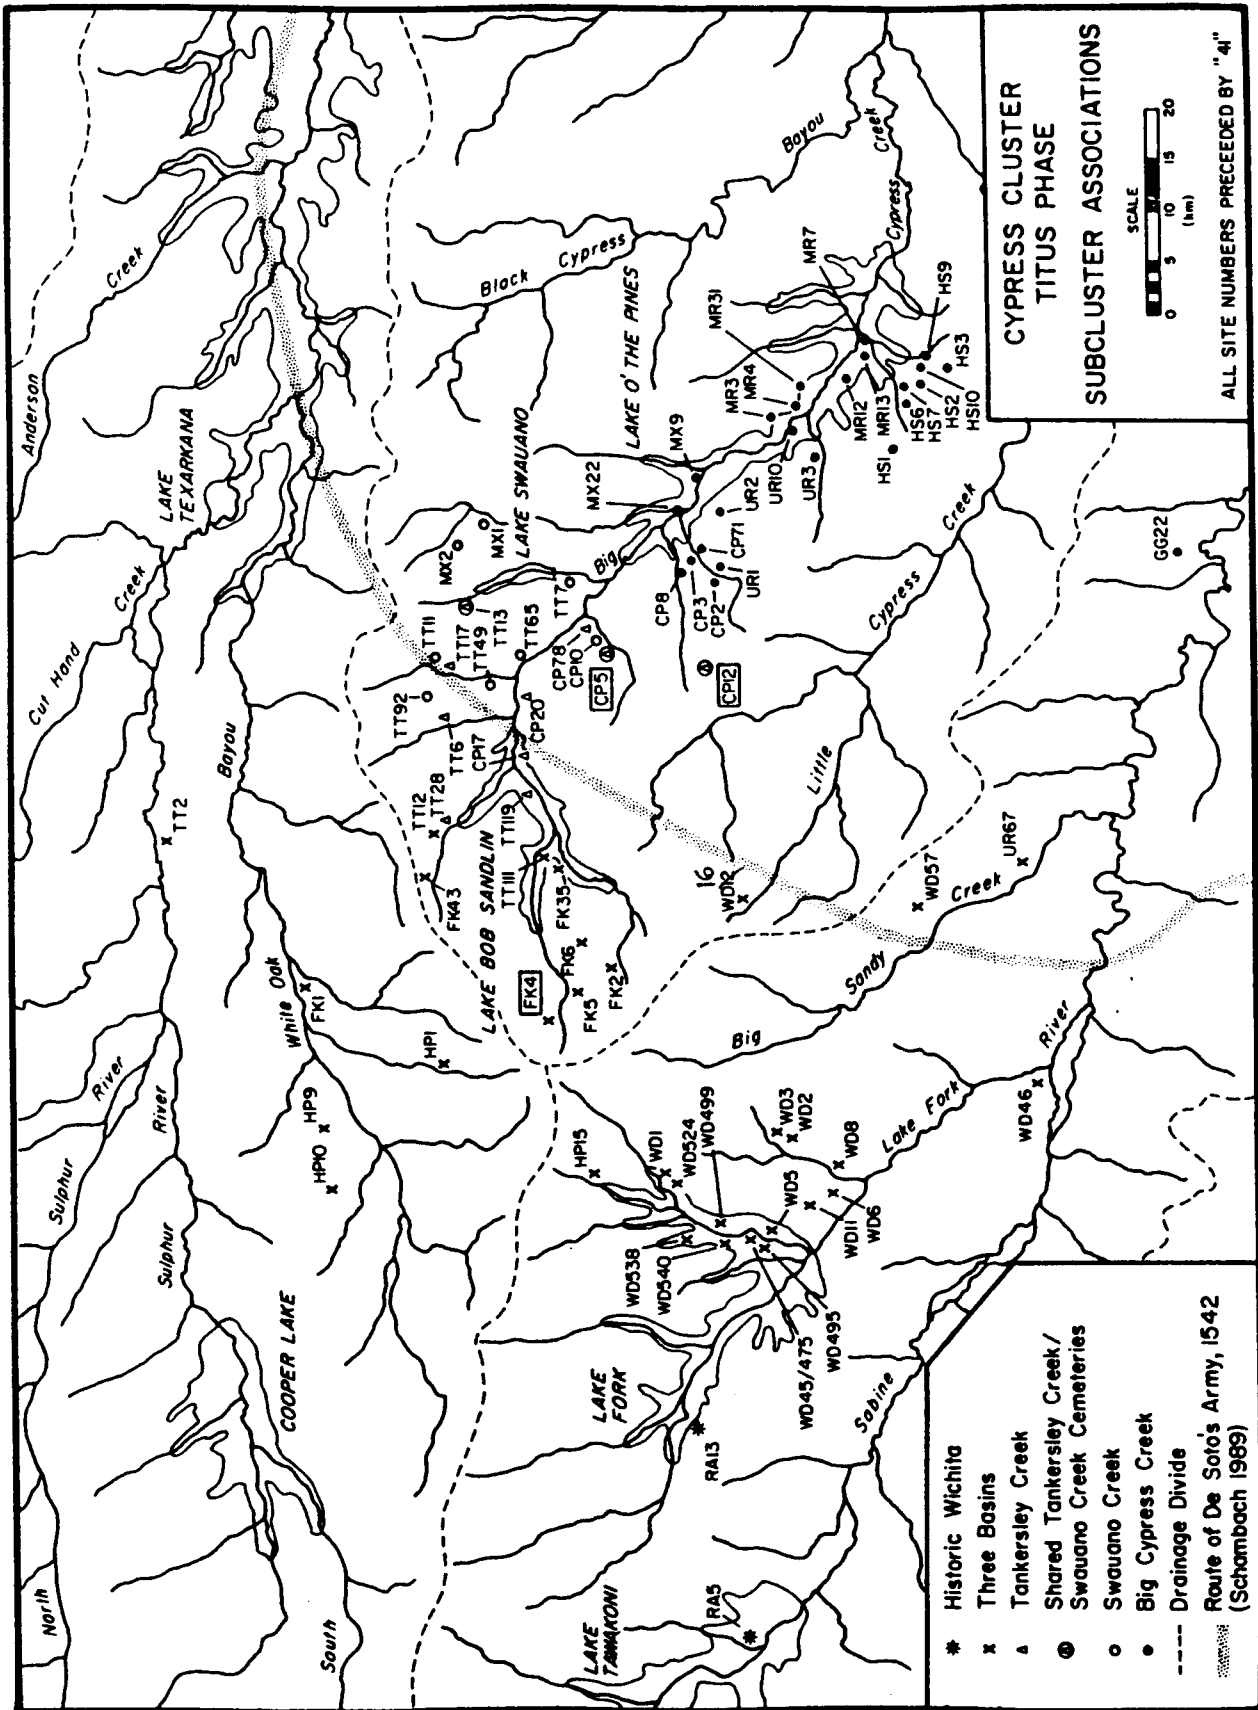 CYPRESS CLUSTER
TITUS PHASE
SUBCLUSTER ASSOCIATIONS
SCALE
0 5 10 15 20
(km)
ALL SITE NUMBERS PRECEEDED BY "41"
Historic Wichita
Three Basins
Tankersley Creek
Shared Tankersley Creek/
Swauano Creek Cemeteries
Swauano Creek
Big Cypress Creek
Drainage Divide
Route of De Soto's Army, 1542
(Schambach 1989)
North
Sulphur
River
South
Sulphur
River
COOPER LAKE
Cut Hand
Creek
Anderson
Creek
LAKE
TEXARKANA
White Oak
Bayou
TT2
FK1
HP1
HP9
HP10
LAKE BOB SANDLIN
FK43
TT12
TT28
TT6
CP17
TT92
TT11
TT17
TT49
TT13
TT65
MX2
MX1
LAKE SWAUANO
TT7
Big
CP78
CP10
CP5
CP20
TT119
TT111
FK35
FK6
FK4
FK5
FK2
CP12
CP8
CP3
CP2
UR1
CP71
UR2
MX22
MX9
LAKE O' THE PINES
UR10
UR3
MR3
MR4
MR31
MR7
MR12
MR13
HS1
HS6
HS7
HS2
HS10
HS3
HS9
Black Cypress
Bayou
Cypress
Creek
Little
Cypress
Creek
16
WD12
WD57
UR67
GG22
Big
Sandy
Creek
Lake Fork
River
WD46
HP15
WD1
WD524
WD499
WD3
WD2
WD8
WD5
WD11
WD6
WD538
WD540
WD45/475
WD495
LAKE
FORK
RA13
Sabine
LAKE
TAWAKONI
RA5